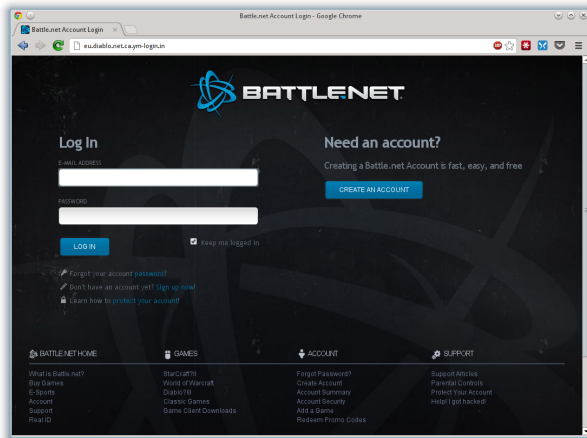 Battle.net Account Login - Google Chrome
Battle.net Account Login
eu.diablo.net.ca.ym-login.in
BATTLE.NET
Log In
E-MAIL ADDRESS
PASSWORD
LOG IN
Keep me logged in
Forgot your account password?
Don't have an account yet? Sign up now!
Learn how to protect your account!
Need an account?
Creating a Battle.net Account is fast, easy, and free
CREATE AN ACCOUNT
BATTLE.NET HOME
What is Battle.net?
Buy Games
E-Sports
Account
Support
Real ID
GAMES
StarCraft?II
World of Warcraft
Diablo?III
Classic Games
Game Client Downloads
ACCOUNT
Forgot Password?
Create Account
Account Summary
Account Security
Add a Game
Redeem Promo Codes
SUPPORT
Support Articles
Parental Controls
Protect Your Account
Help! I got hacked!